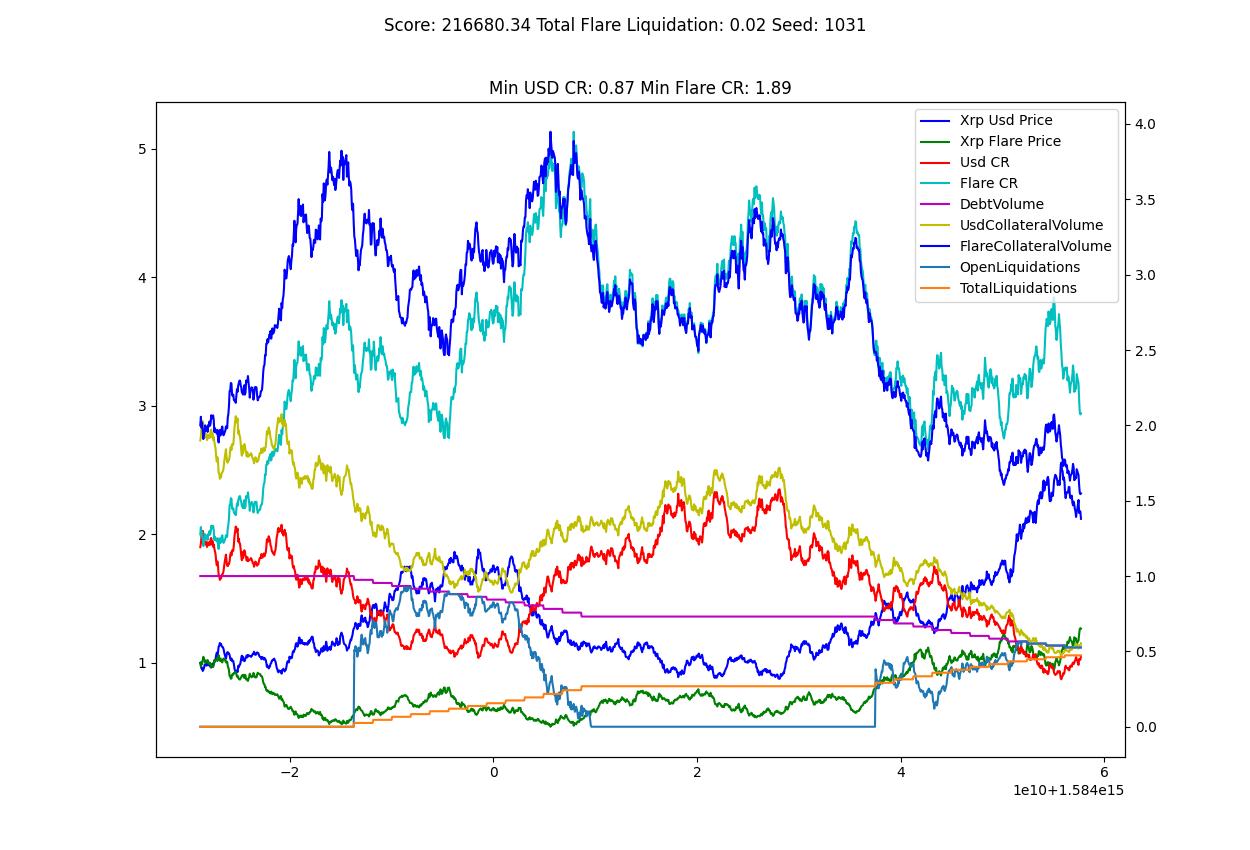 Score: 216680.34 Total Flare Liquidation: 0.02 Seed: 1031
Min USD CR: 0.87 Min Flare CR: 1.89
Xrp Usd Price
Xrp Flare Price
Usd CR
Flare CR
DebtVolume
UsdCollateralVolume
FlareCollateralVolume
OpenLiquidations
TotalLiquidations
5
4
3
2
1
4.0
3.5
3.0
2.5
2.0
1.5
1.0
0.5
0.0
−2 0 2 4 6
1e10+1.584e15